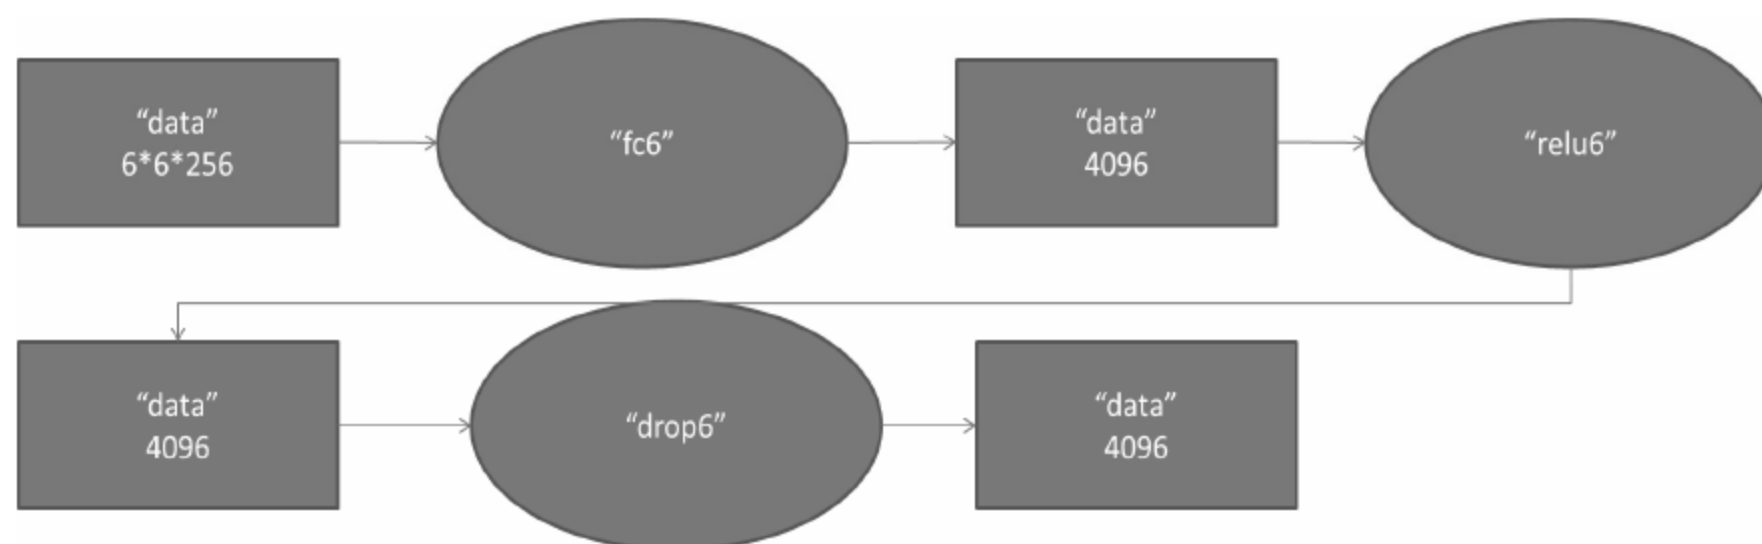 “data”
6*6*256
“fc6”
“data”
4096
“relu6”
“data”
4096
“drop6”
“data”
4096